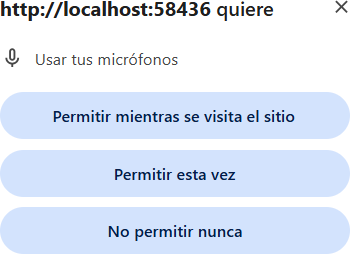 http://localhost:58436 quiere
Usar tus micrófonos
Permitir mientras se visita el sitio
Permitir esta vez
No permitir nunca